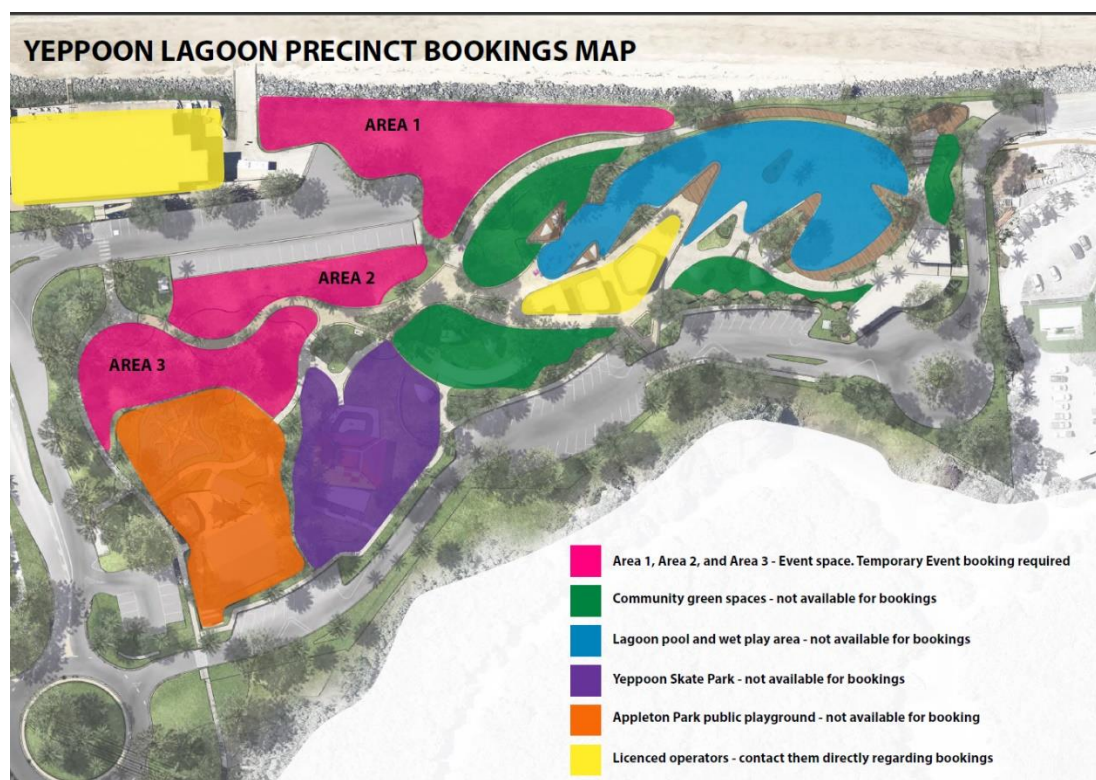 YEPPOON LAGOON PRECINCT BOOKINGS MAP
AREA 1
AREA 2
AREA 3
Area 1, Area 2, and Area 3 - Event space. Temporary Event booking required
Community green spaces - not available for bookings
Lagoon pool and wet play area - not available for bookings
Yeppoon Skate Park - not available for bookings
Appleton Park public playground - not available for booking
Licenced operators - contact them directly regarding bookings